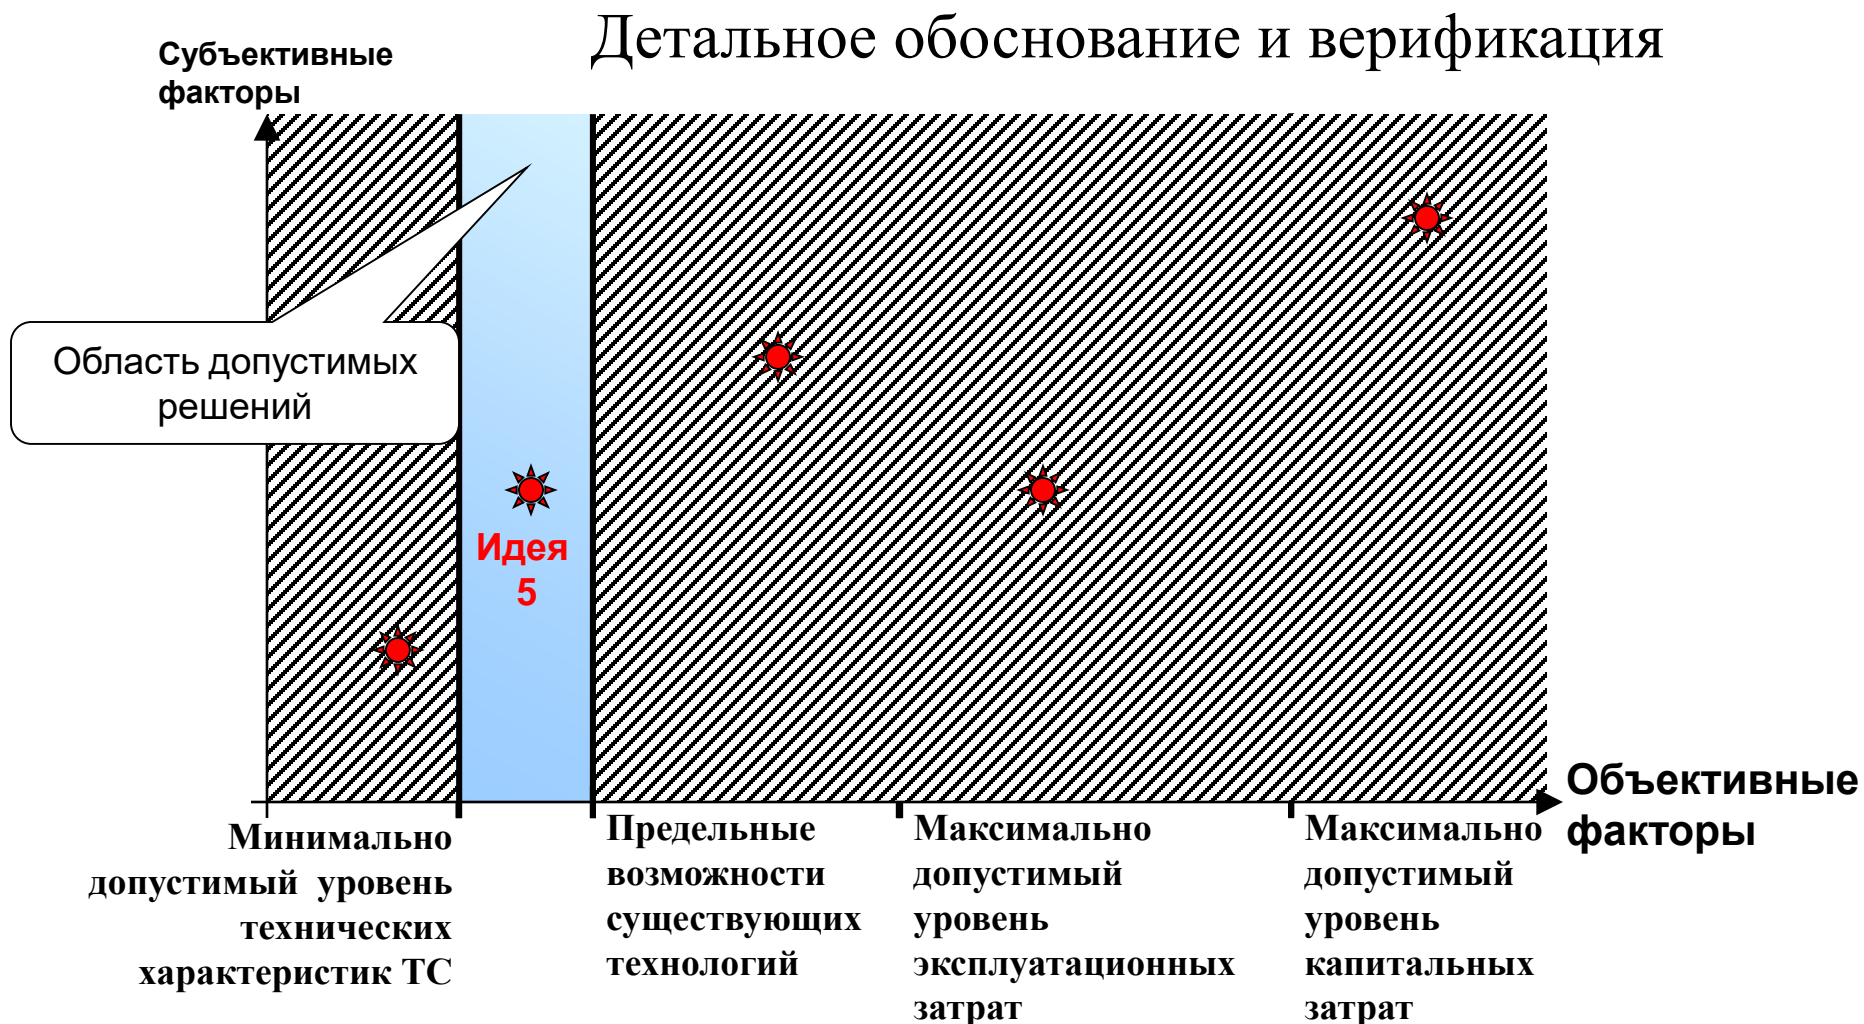 Детальное обоснование и верификация
Субъективные
факторы
Область допустимых
решений
Идея
5
Объективные
факторы
Минимально
допустимый уровень
технических
характеристик ТС
Предельные
возможности
существующих
технологий
Максимально
допустимый
уровень
эксплуатационных
затрат
Максимально
допустимый
уровень
капитальных
затрат